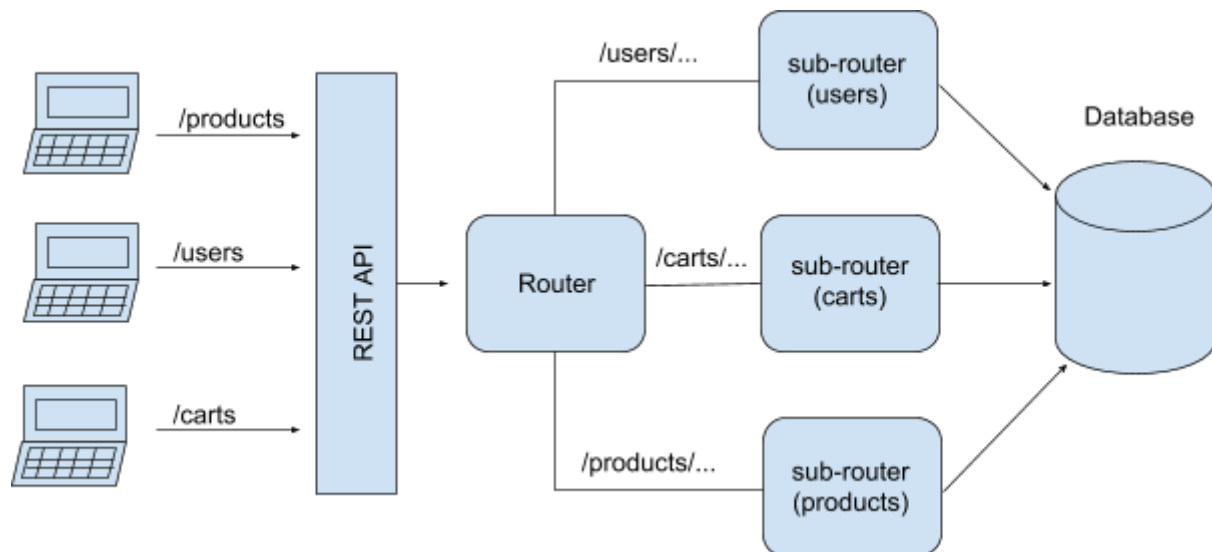 /products
/users
/carts
REST API
Router
/users/...
/carts/...
/products/...
sub-router
(users)
sub-router
(carts)
sub-router
(products)
Database